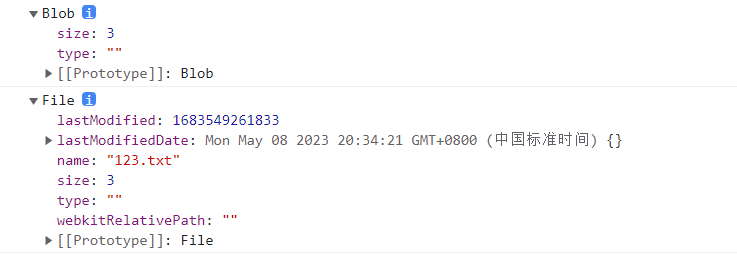 ▼Blob i
size: 3
type: ""
▶[[Prototype]]: Blob
▼File i
lastModified: 1683549261833
▶lastModifiedDate: Mon May 08 2023 20:34:21 GMT+0800 (中国标准时间) {}
name: "123.txt"
size: 3
type: ""
webkitRelativePath: ""
▶[[Prototype]]: File